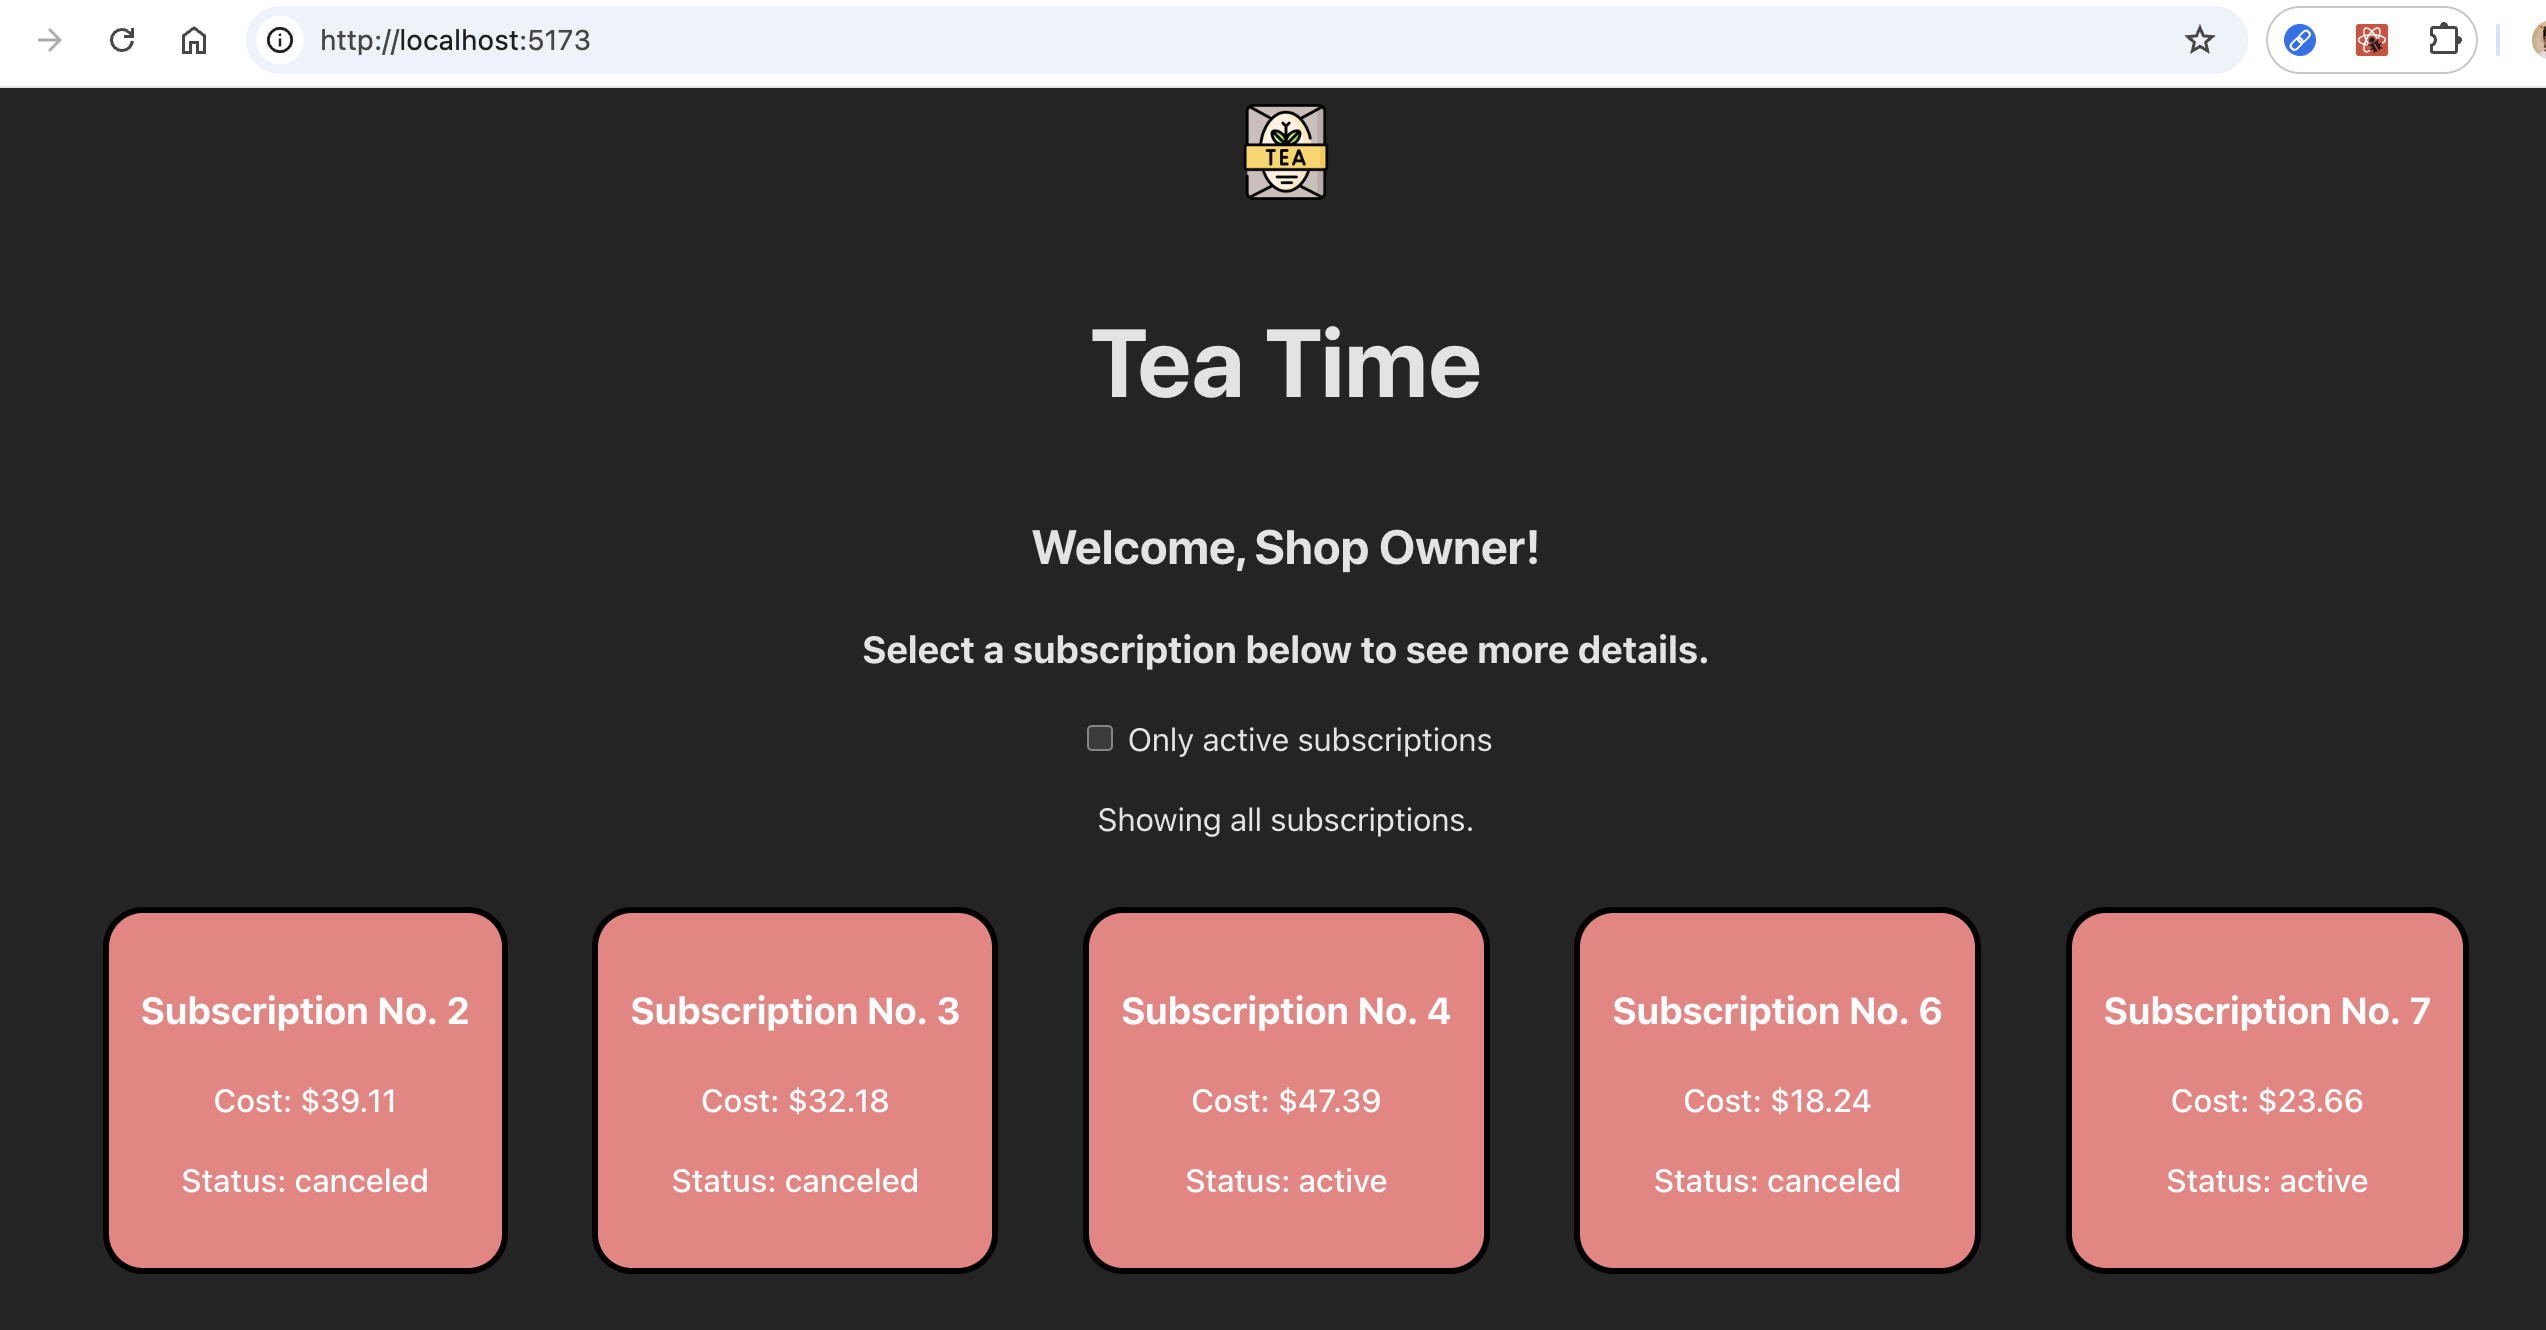 http://localhost:5173
TEA
Tea Time
Welcome, Shop Owner!
Select a subscription below to see more details.
Only active subscriptions
Showing all subscriptions.
Subscription No. 2
Cost: $39.11
Status: canceled
Subscription No. 3
Cost: $32.18
Status: canceled
Subscription No. 4
Cost: $47.39
Status: active
Subscription No. 6
Cost: $18.24
Status: canceled
Subscription No. 7
Cost: $23.66
Status: active